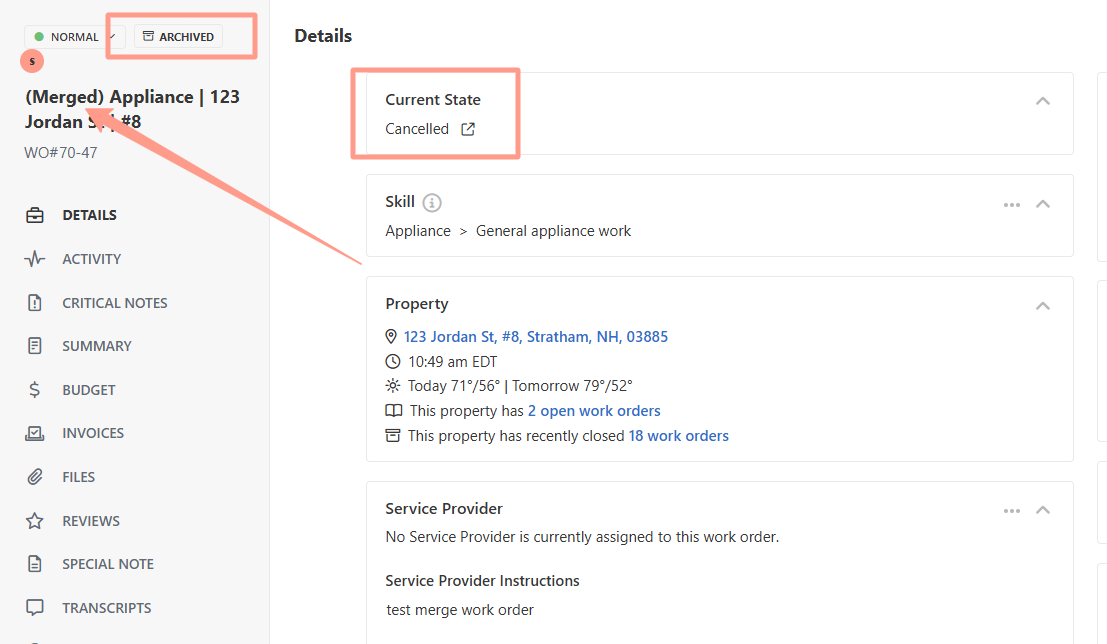 NORMAL
ARCHIVED
S
(Merged) Appliance | 123
Jordan St | #8
WO#70-47
DETAILS
ACTIVITY
CRITICAL NOTES
SUMMARY
BUDGET
INVOICES
FILES
REVIEWS
SPECIAL NOTE
TRANSCRIPTS
Details
Current State
Cancelled
Skill
Appliance > General appliance work
Property
123 Jordan St, #8, Stratham, NH, 03885
10:49 am EDT
Today 71°/56° | Tomorrow 79°/52°
This property has 2 open work orders
This property has recently closed 18 work orders
Service Provider
No Service Provider is currently assigned to this work order.
Service Provider Instructions
test merge work order